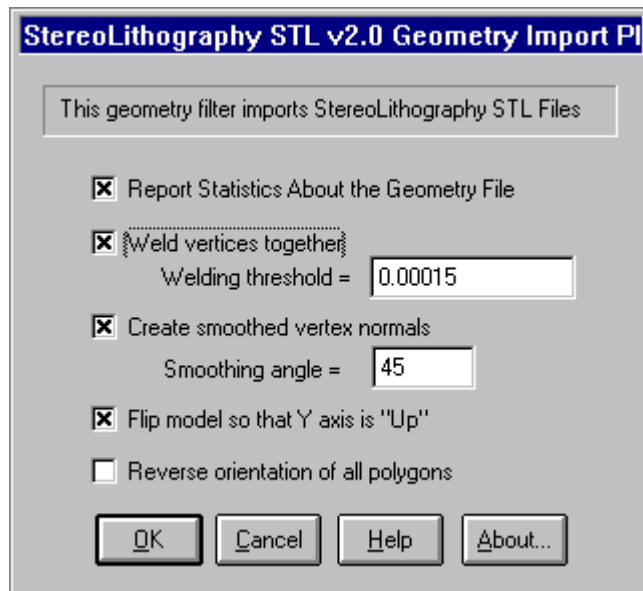 StereoLithography STL v2.0 Geometry Import Pl
This geometry filter imports StereoLithography STL Files
Report Statistics About the Geometry File
Weld vertices together
Welding threshold = 0.00015
Create smoothed vertex normals
Smoothing angle = 45
Flip model so that Y axis is "Up"
Reverse orientation of all polygons
OK Cancel Help About...